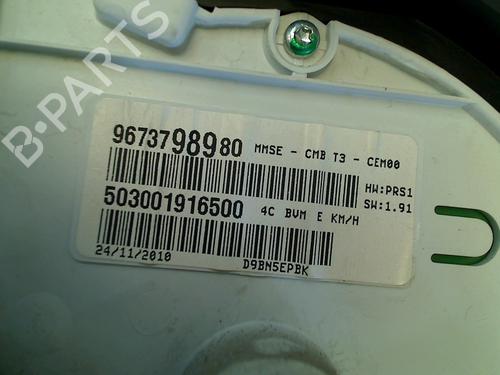 B-PARTS
9673798980 MMSE - CMB T3 - CEM00
HW:PRS1
503001916500 4C BVM E KM/H SW:1.91
24/11/2010 D9BN5EPBK